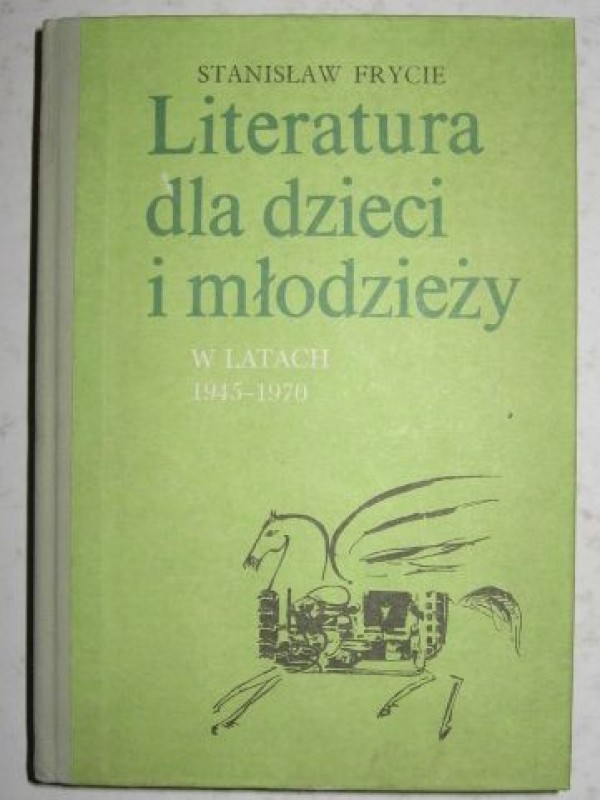 STANISŁAW FRYCIE
Literatura
dla dzieci
i młodzieży
W LATACH
1945-1970